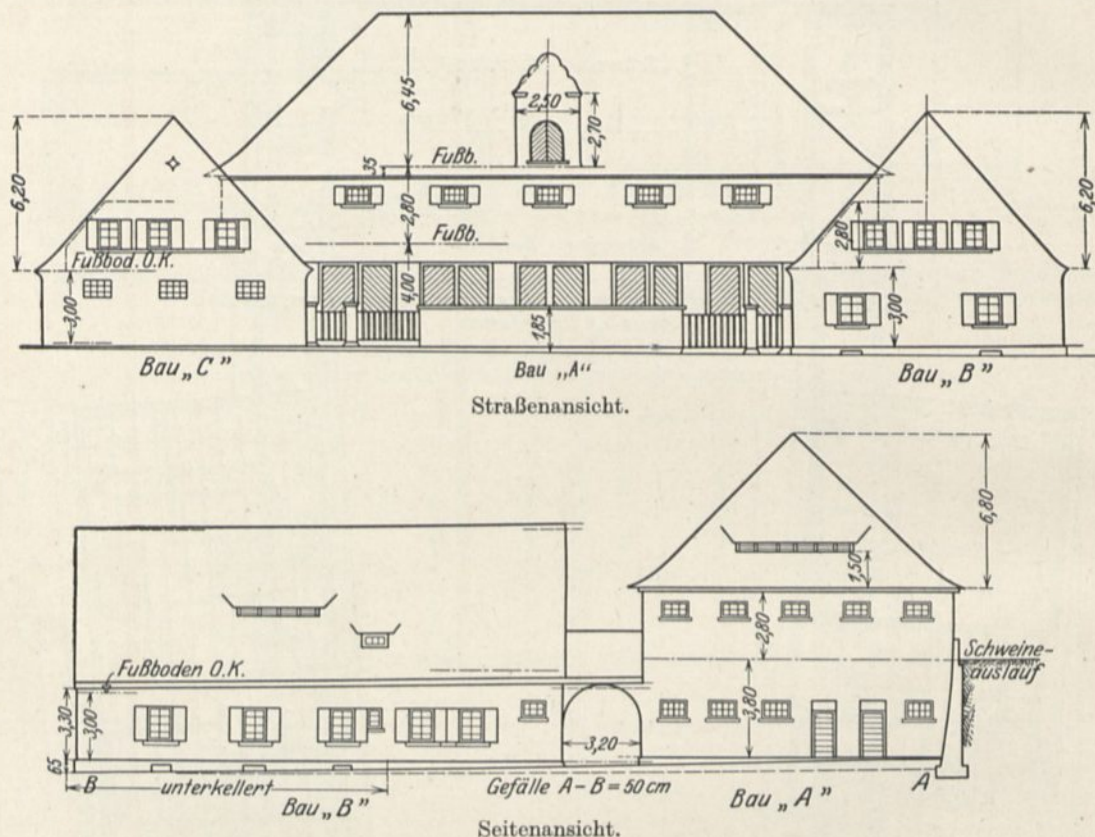 6,45
2,50
2,70
35
Fußb.
6,20
2,80
Fußb.
6,20
2,80
Fußbod. O.K.
3,00
4,00
1,85
3,00
Bau „C”
Bau „A“
Bau „B”
Straßenansicht.
6,80
1,50
2,80
Schweine-
auslauf
Fußboden O.K.
3,30
3,00
3,80
3,20
65
B
unterkellert
Gefälle A-B = 50 cm
A
Bau „B”
Bau „A”
Seitenansicht.